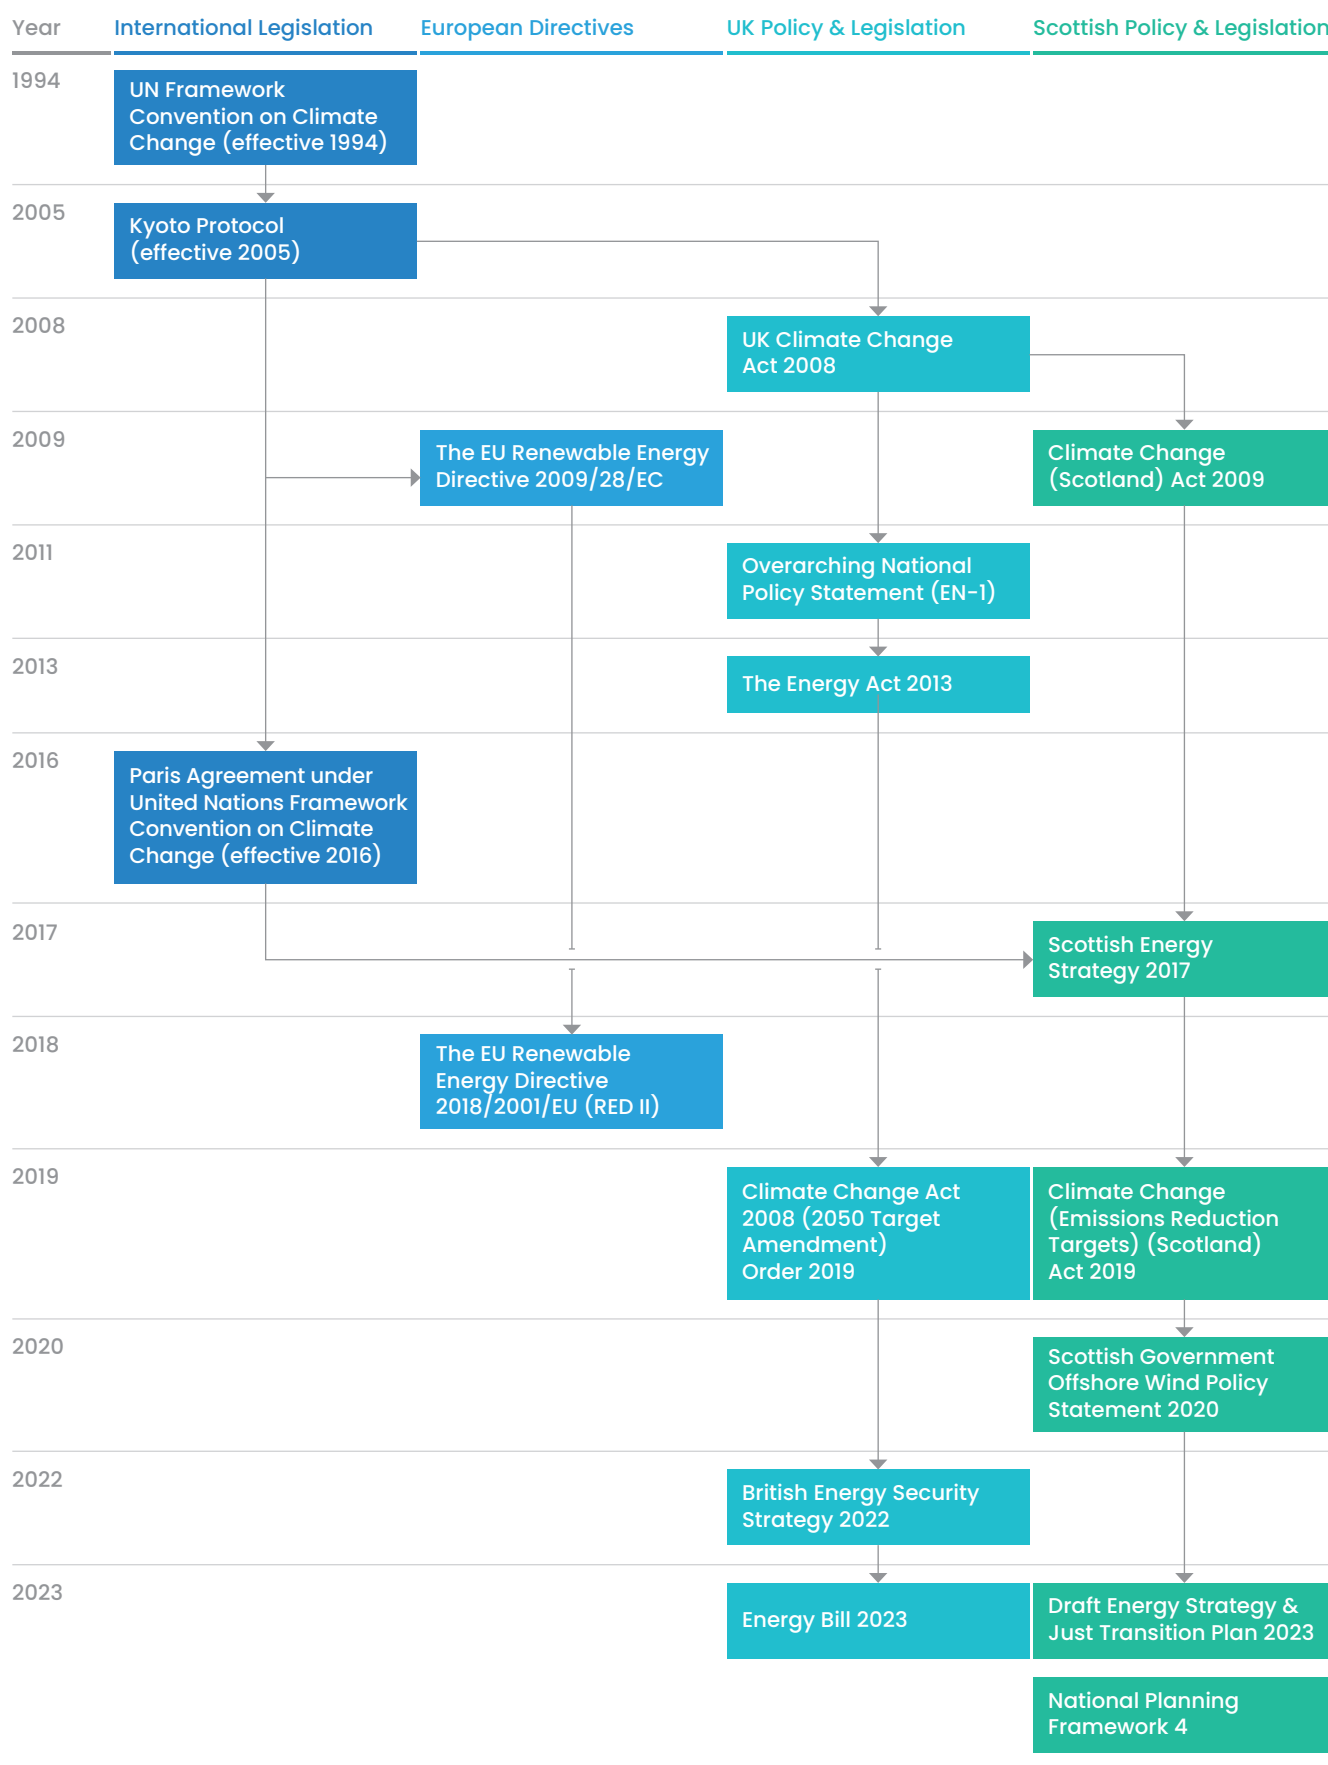 Year
International Legislation
European Directives
UK Policy & Legislation
Scottish Policy & Legislation
1994
UN Framework
Convention on Climate
Change (effective 1994)
2005
Kyoto Protocol
(effective 2005)
2008
UK Climate Change
Act 2008
2009
The EU Renewable Energy
Directive 2009/28/EC
Climate Change
(Scotland) Act 2009
2011
Overarching National
Policy Statement (EN-1)
2013
The Energy Act 2013
2016
Paris Agreement under
United Nations Framework
Convention on Climate
Change (effective 2016)
2017
Scottish Energy
Strategy 2017
2018
The EU Renewable
Energy Directive
2018/2001/EU (RED II)
2019
Climate Change Act
2008 (2050 Target
Amendment)
Order 2019
Climate Change
(Emissions Reduction
Targets) (Scotland)
Act 2019
2020
Scottish Government
Offshore Wind Policy
Statement 2020
2022
British Energy Security
Strategy 2022
2023
Energy Bill 2023
Draft Energy Strategy &
Just Transition Plan 2023
National Planning
Framework 4